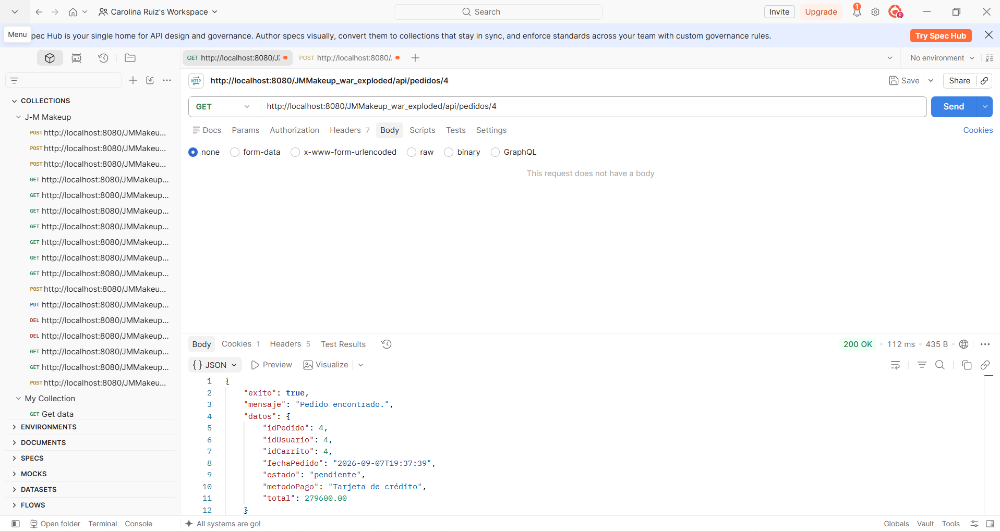 Carolina Ruiz's Workspace
Search
Invite
Upgrade
1
Menu
pec Hub is your single home for API design and governance. Author specs visually, convert them to collections that stay in sync, and enforce standards across your team with custom governance rules.
Try Spec Hub
GET http://localhost:8080/J
POST http://localhost:8080/.
No environment
HTTP
http://localhost:8080/JMMakeup_war_exploded/api/pedidos/4
Save
Share
GET
http://localhost:8080/JMMakeup_war_exploded/api/pedidos/4
Send
Docs
Params
Authorization
Headers 7
Body
Scripts
Tests
Settings
Cookies
none
form-data
x-www-form-urlencoded
raw
binary
GraphQL
This request does not have a body
COLLECTIONS
J-M Makeup
POST http://localhost:8080/JMMakeu...
POST http://localhost:8080/JMMakeu...
POST http://localhost:8080/JMMakeu...
GET http://localhost:8080/JMMakeup...
GET http://localhost:8080/JMMakeup...
GET http://localhost:8080/JMMakeup...
GET http://localhost:8080/JMMakeup...
GET http://localhost:8080/JMMakeup...
GET http://localhost:8080/JMMakeup...
GET http://localhost:8080/JMMakeup...
POST http://localhost:8080/JMMakeu...
PUT http://localhost:8080/JMMakeup...
DEL http://localhost:8080/JMMakeup...
DEL http://localhost:8080/JMMakeup...
GET http://localhost:8080/JMMakeup...
GET http://localhost:8080/JMMakeup...
POST http://localhost:8080/JMMakeu...
My Collection
GET Get data
ENVIRONMENTS
DOCUMENTS
SPECS
MOCKS
DATASETS
FLOWS
Body
Cookies 1
Headers 5
Test Results
200 OK
112 ms
435 B
{} JSON
Preview
Visualize
1 {
2 "exito": true,
3 "mensaje": "Pedido encontrado.",
4 "datos": {
5 "idPedido": 4,
6 "idUsuario": 4,
7 "idCarrito": 4,
8 "fechaPedido": "2026-09-07T19:37:39",
9 "estado": "pendiente",
10 "metodoPago": "Tarjeta de crédito",
11 "total": 279600.00
12 }
Open folder
Terminal
Console
All systems are go!
Globals
Vault
Tools